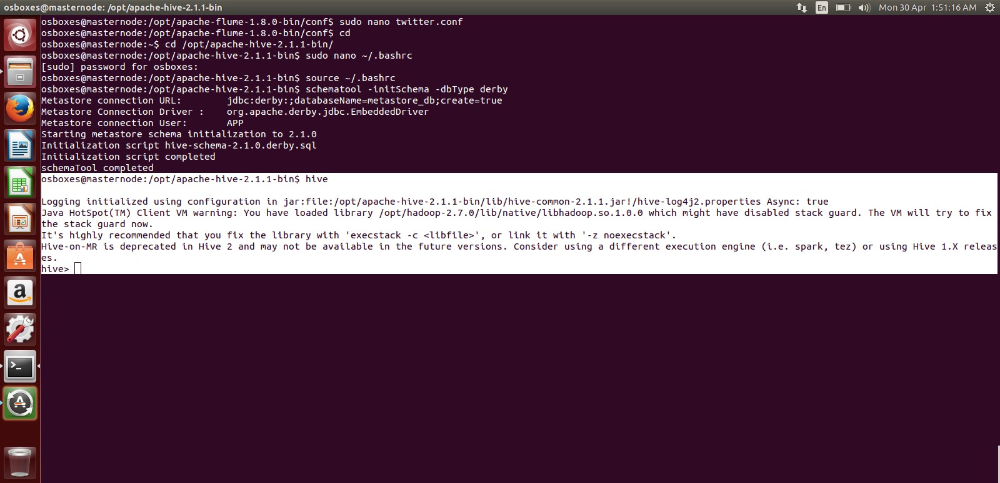 osboxes@masternode: /opt/apache-hive-2.1.1-bin
En
Mon 30 Apr 1:51:16 AM
osboxes@masternode:/opt/apache-flume-1.8.0-bin/conf$ sudo nano twitter.conf
osboxes@masternode:/opt/apache-flume-1.8.0-bin/conf$ cd
osboxes@masternode:~$ cd /opt/apache-hive-2.1.1-bin/
osboxes@masternode:/opt/apache-hive-2.1.1-bin$ sudo nano ~/.bashrc
[sudo] password for osboxes:
osboxes@masternode:/opt/apache-hive-2.1.1-bin$ source ~/.bashrc
osboxes@masternode:/opt/apache-hive-2.1.1-bin$ schematool -initSchema -dbType derby
Metastore connection URL:        jdbc:derby:;databaseName=metastore_db;create=true
Metastore Connection Driver :    org.apache.derby.jdbc.EmbeddedDriver
Metastore connection User:       APP
Starting metastore schema initialization to 2.1.0
Initialization script hive-schema-2.1.0.derby.sql
Initialization script completed
schemaTool completed
osboxes@masternode:/opt/apache-hive-2.1.1-bin$ hive
Logging initialized using configuration in jar:file:/opt/apache-hive-2.1.1-bin/lib/hive-common-2.1.1.jar!/hive-log4j2.properties Async: true
Java HotSpot(TM) Client VM warning: You have loaded library /opt/hadoop-2.7.0/lib/native/libhadoop.so.1.0.0 which might have disabled stack guard. The VM will try to fix
the stack guard now.
It's highly recommended that you fix the library with 'execstack -c <libfile>', or link it with '-z noexecstack'.
Hive-on-MR is deprecated in Hive 2 and may not be available in the future versions. Consider using a different execution engine (i.e. spark, tez) or using Hive 1.X releas
es.
hive>